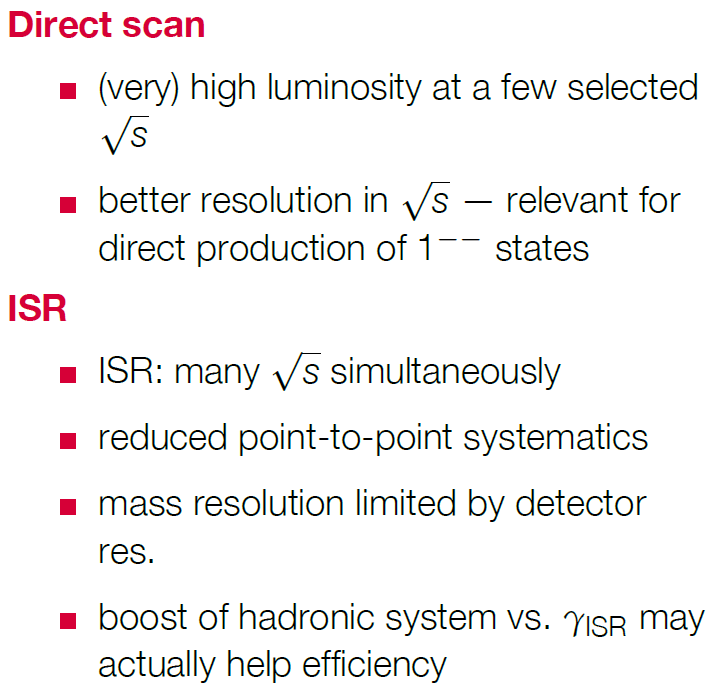 Direct scan
(very) high luminosity at a few selected
√s
better resolution in √s — relevant for
direct production of 1⁻⁻ states
ISR
ISR: many √s simultaneously
reduced point-to-point systematics
mass resolution limited by detector
res.
boost of hadronic system vs. γISR may
actually help efficiency